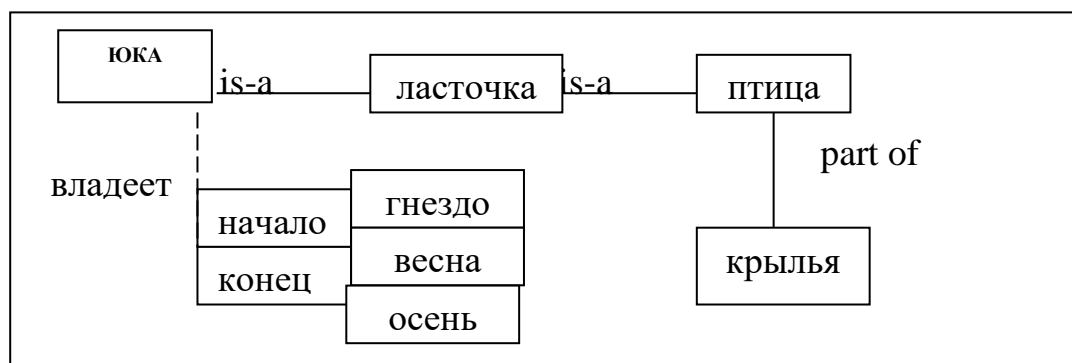 ЮКА
is-a
ласточка
is-a
птица
part of
владеет
гнездо
начало
весна
крылья
конец
осень